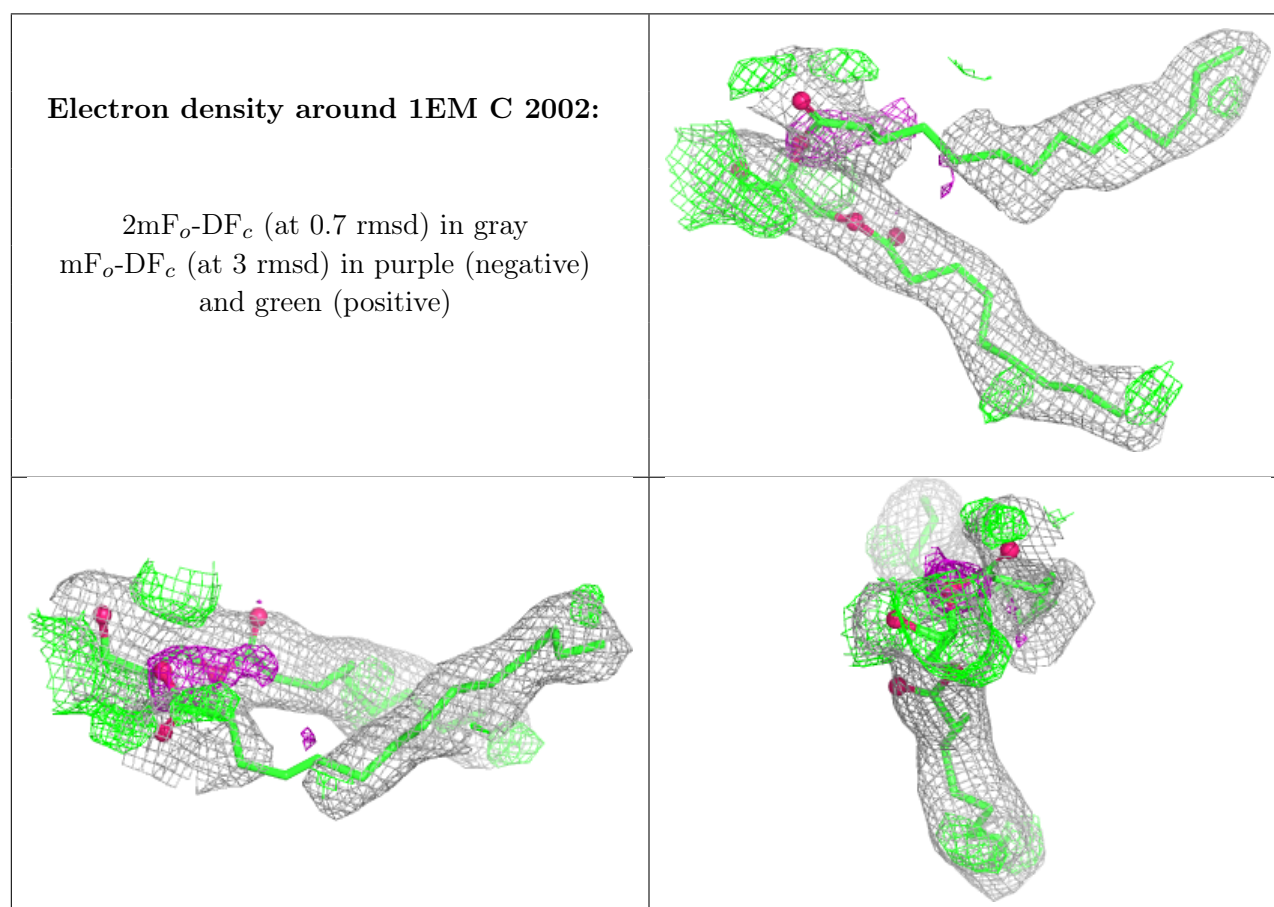 Electron density around 1EM C 2002:
2mFo-DFc (at 0.7 rmsd) in gray
mFo-DFc (at 3 rmsd) in purple (negative)
and green (positive)